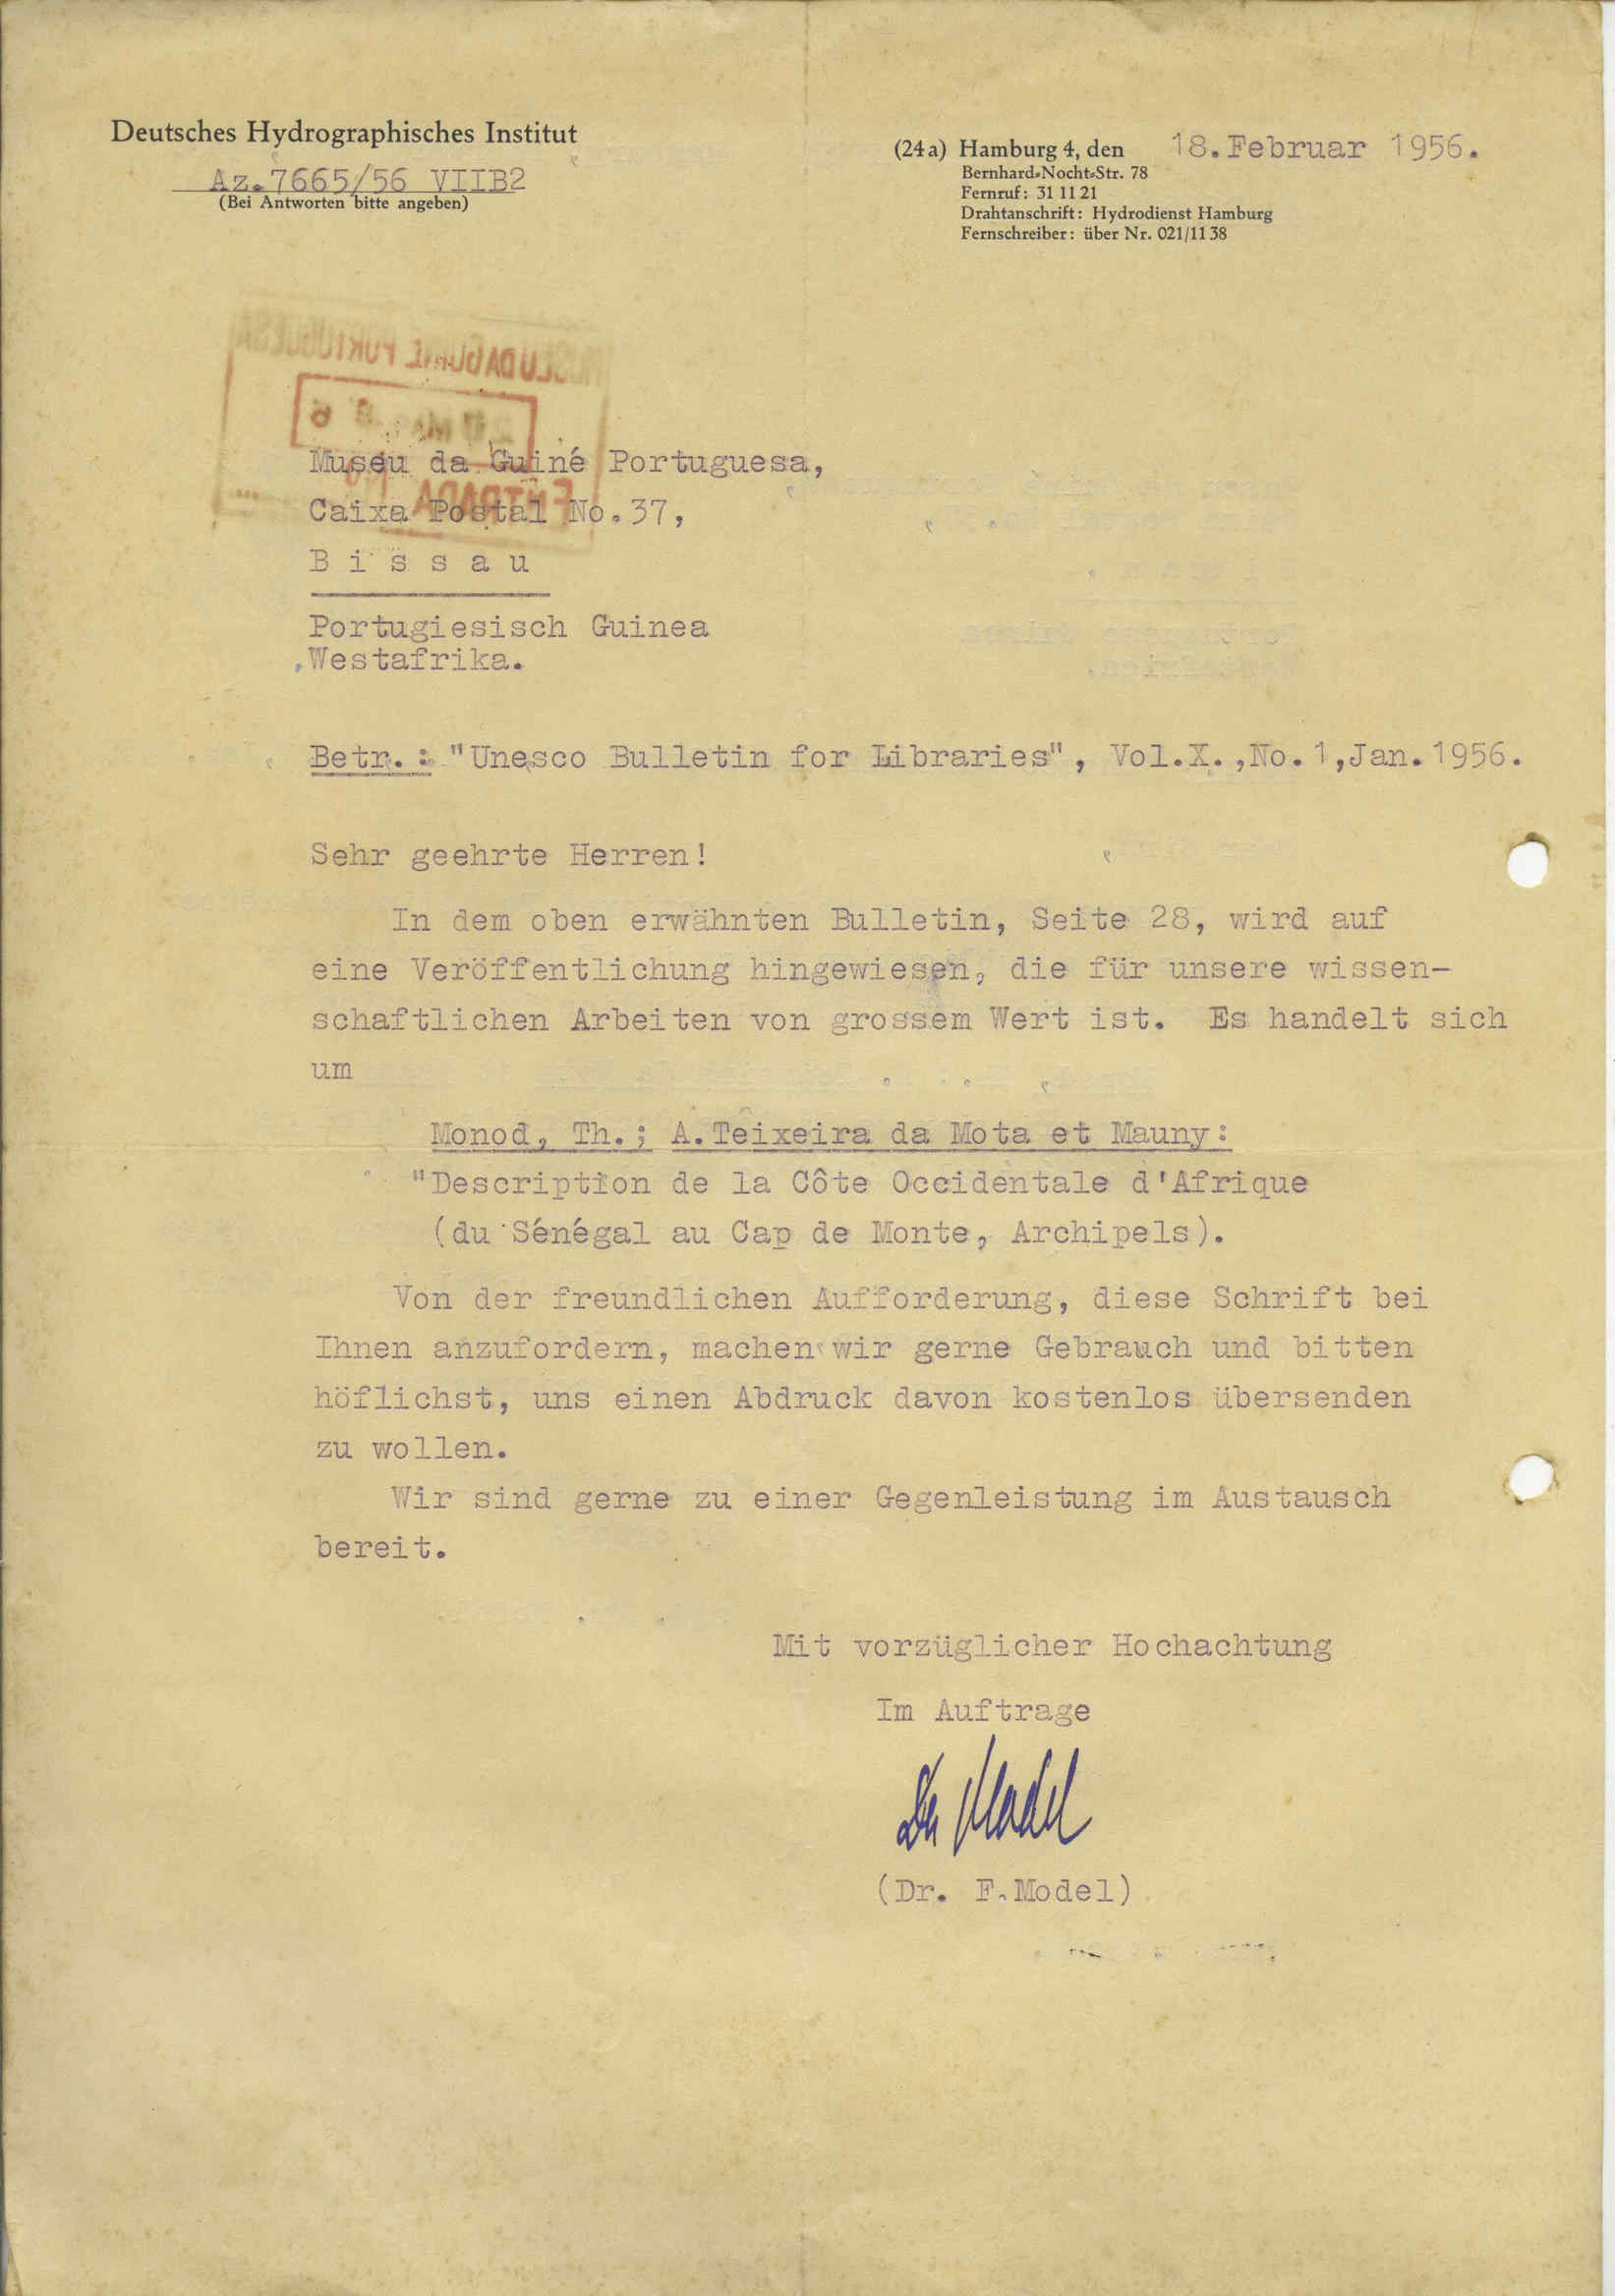 Deutsches Hydrographisches Institut
Az.7665/56 VIIB2
(Bei Antworten bitte angeben)
(24a) Hamburg 4, den 18.Februar 1956.
Bernhard-Nocht-Str. 78
Fernruf: 31 11 21
Drahtanschrift: Hydrodienst Hamburg
Fernschreiber: über Nr. 021/11 38
Museu da Guiné Portuguesa,
Caixa Postal No.37,
B i s s a u
Portugiesisch Guinea
Westafrika.
Betr.: "Unesco Bulletin for Libraries", Vol.X.,No.1,Jan.1956.
Sehr geehrte Herren!
In dem oben erwähnten Bulletin, Seite 28, wird auf
eine Veröffentlichung hingewiesen, die für unsere wissen-
schaftlichen Arbeiten von grossem Wert ist. Es handelt sich
um
Monod, Th.; A.Teixeira da Mota et Mauny:
"Description de la Côte Occidentale d'Afrique
(du Sénégal au Cap de Monte, Archipels).
Von der freundlichen Aufforderung, diese Schrift bei
Ihnen anzufordern, machen wir gerne Gebrauch und bitten
höflichst, uns einen Abdruck davon kostenlos übersenden
zu wollen.
Wir sind gerne zu einer Gegenleistung im Austausch
bereit.
Mit vorzüglicher Hochachtung
Im Auftrage
Dr Model
(Dr. F.Model)